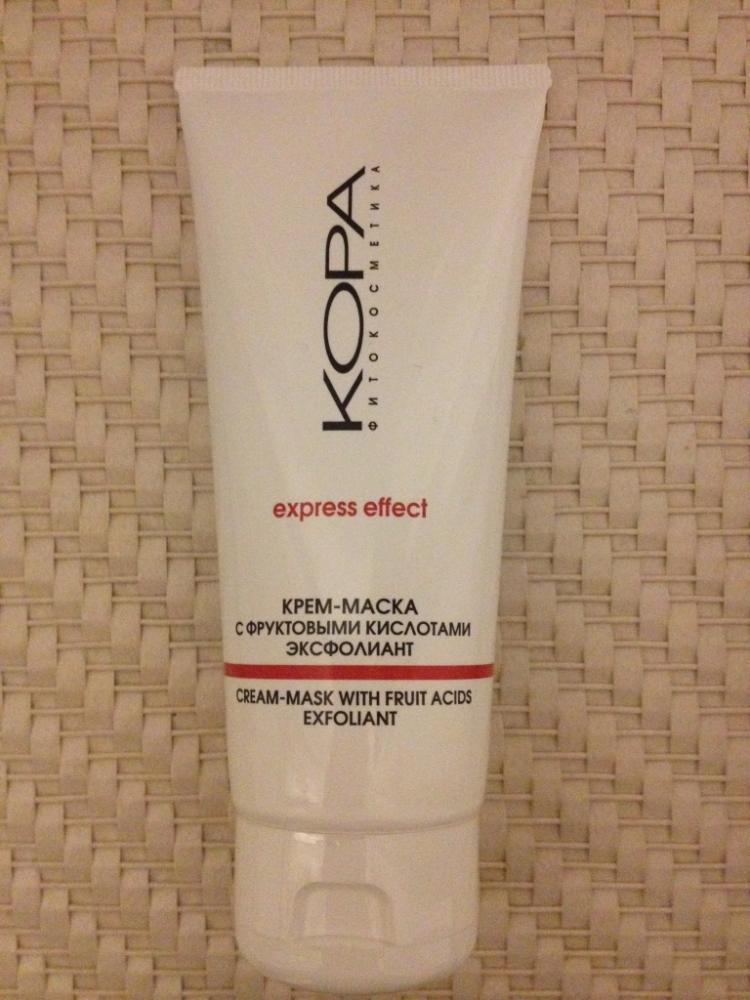 КОРА
ФИТОКОСМЕТИКА
express effect
КРЕМ-МАСКА
С ФРУКТОВЫМИ КИСЛОТАМИ
ЭКСФОЛИАНТ
CREAM-MASK WITH FRUIT ACIDS
EXFOLIANT